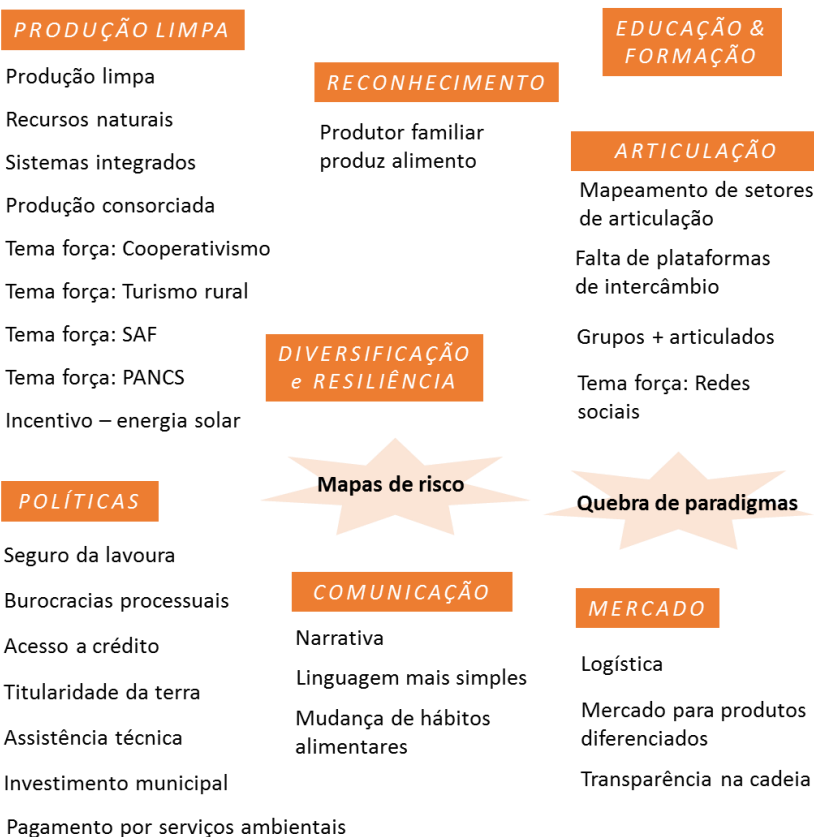 PRODUÇÃO LIMPA
Produção limpa
Recursos naturais
Sistemas integrados
Produção consorciada
Tema força: Cooperativismo
Tema força: Turismo rural
Tema força: SAF
Tema força: PANCS
Incentivo – energia solar
RECONHECIMENTO
Produtor familiar
produz alimento
EDUCAÇÃO &
FORMAÇÃO
ARTICULAÇÃO
Mapeamento de setores
de articulação
Falta de plataformas
de intercâmbio
Grupos + articulados
Tema força: Redes
sociais
DIVERSIFICAÇÃO
e RESILIÊNCIA
Mapas de risco
Quebra de paradigmas
POLÍTICAS
Seguro da lavoura
Burocracias processuais
Acesso a crédito
Titularidade da terra
Assistência técnica
Investimento municipal
Pagamento por serviços ambientais
COMUNICAÇÃO
Narrativa
Linguagem mais simples
Mudança de hábitos
alimentares
MERCADO
Logística
Mercado para produtos
diferenciados
Transparência na cadeia